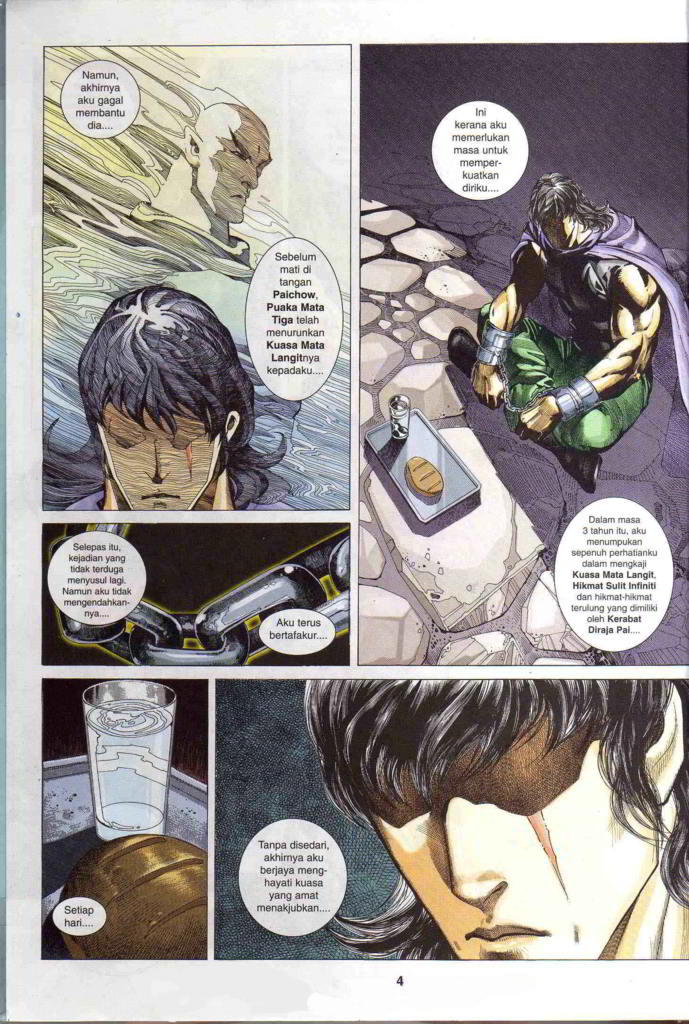 Namun,
akhirnya
aku gagal
membantu
dia....
Sebelum
mati di
tangan
Paichow,
Puaka Mata
Tiga telah
menurunkan
Kuasa Mata
Langitnya
kepadaku....
Ini
kerana aku
memerlukan
masa untuk
memper-
kuatkan
diriku....
Selepas itu,
kejadian yang
tidak terduga
menyusul lagi.
Namun aku tidak
mengendahkan-
nya....
Aku terus
bertafakur....
Dalam masa
3 tahun itu, aku
menumpukan
sepenuh perhatianku
dalam mengkaji
Kuasa Mata Langit,
Hikmat Sulit Infiniti
dan hikmat-hikmat
terulung yang dimiliki
oleh Kerabat
Diraja Pai....
Setiap
hari....
Tanpa disedari,
akhirnya aku
berjaya meng-
hayati kuasa
yang amat
menakjubkan....
4